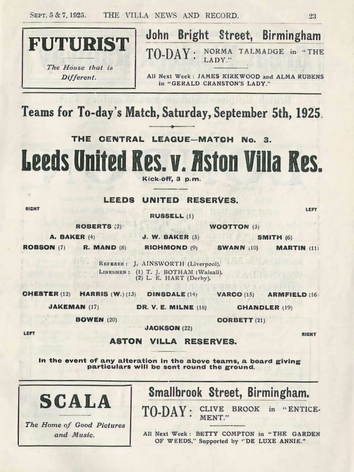 SEPT. 5 & 7, 1925. THE VILLA NEWS AND RECORD. 23
FUTURIST
The House that is
Different.
John Bright Street, Birmingham
TO-DAY: NORMA TALMADGE in "THE
LADY."
All Next Week: JAMES KIRKWOOD and ALMA RUBENS
in "GERALD CRANSTON'S LADY."
Teams for To-day's Match, Saturday, September 5th, 1925.
THE CENTRAL LEAGUE—MATCH No. 3.
Leeds United Res. v. Aston Villa Res.
Kick-off, 3 p.m.
LEEDS UNITED RESERVES.
RIGHT LEFT
RUSSELL (1)
ROBERTS (2) WOOTTON (3)
A. BAKER (4) J. W. BAKER (5) SMITH (6)
ROBSON (7) R. MAND (8) RICHMOND (9) SWANN (10) MARTIN (11)
REFEREE: J. AINSWORTH (Liverpool).
LINESMEN: (1) T. J. BOTHAM (Walsall).
(2) L. E. HART (Derby).
CHESTER (12) HARRIS (W.) (13) DINSDALE (14) VARCO (15) ARMFIELD (16)
JAKEMAN (17) DR. V. E. MILNE (18) CHANDLER (19)
BOWEN (20) CORBETT (21)
JACKSON (22)
LEFT RIGHT
ASTON VILLA RESERVES.
In the event of any alteration in the above teams, a board giving
particulars will be sent round the ground.
SCALA
The Home of Good Pictures
and Music.
Smallbrook Street, Birmingham.
TO-DAY: CLIVE BROOK in "ENTICE-
MENT."
All Next Week: BETTY COMPTON in "THE GARDEN
OF WEEDS," Supported by "DE LUXE ANNIE."